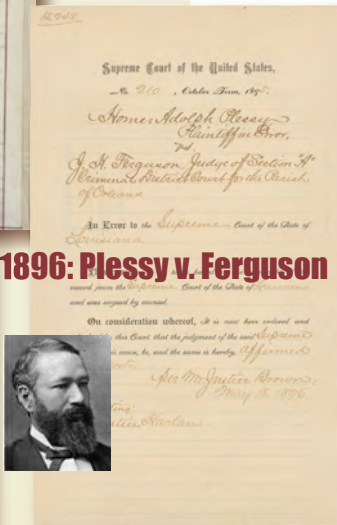 Supreme Court of the United States,
No. 210, October Term, 1895.
Homer Adolph Plessy
Plaintiff in Error,
vs.
J. H. Ferguson, Judge of Section "A"
Criminal District Court for the Parish
of Orleans
In Error to the Supreme Court of the State of
Louisiana
1896: Plessy v. Ferguson
record from the Supreme Court of the State of Louisiana
and was argued by counsel.
On consideration whereof, It is now here ordered and
this Court that the judgment of the said Supreme
cause, be, and the same is hereby, affirmed
Per Mr. Justice Brown,
May 18, 1896.
Harlan